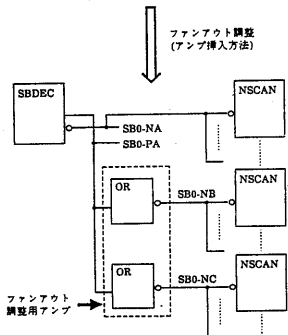 ファンアウト調整
(アンプ挿入方法)
SBDEC
NSCAN
SB0-NA
SB0-PA
OR
SB0-NB
NSCAN
OR
SB0-NC
NSCAN
ファンアウト
調整用アンプ